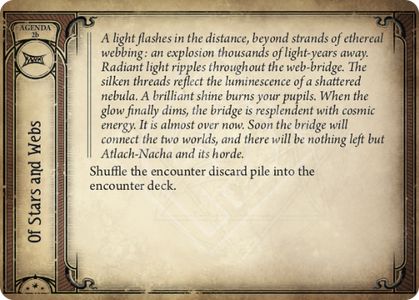 AGENDA
2b
Of Stars and Webs
A light flashes in the distance, beyond strands of ethereal
webbing: an explosion thousands of light-years away.
Radiant light ripples throughout the web-bridge. The
silken threads reflect the luminescence of a shattered
nebula. A brilliant shine burns your pupils. When the
glow finally dims, the bridge is resplendent with cosmic
energy. It is almost over now. Soon the bridge will
connect the two worlds, and there will be nothing left but
Atlach-Nacha and its horde.
Shuffle the encounter discard pile into the
encounter deck.